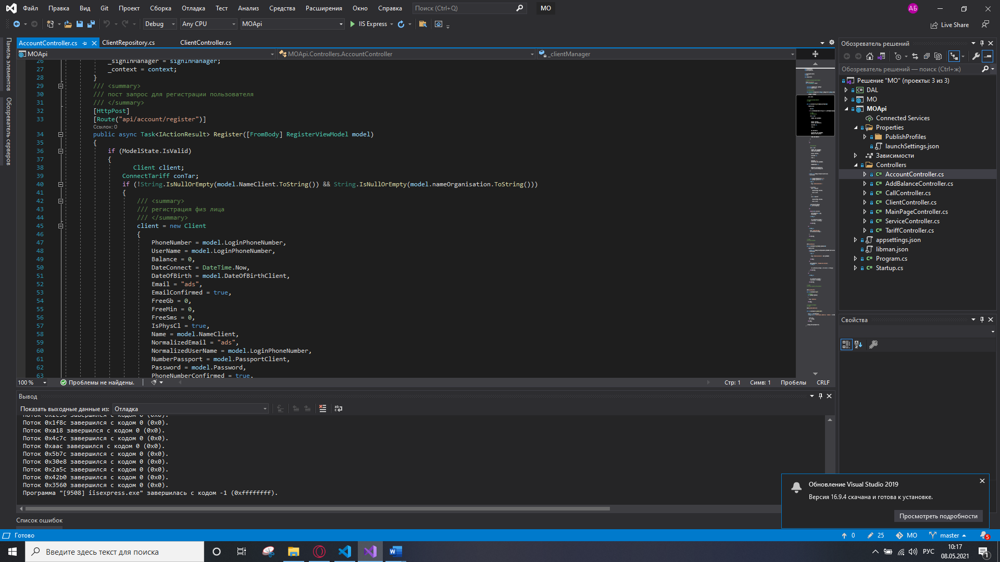 Файл Правка Вид Git Проект Сборка Отладка Тест Анализ Средства Расширения Окно Справка Поиск (Ctrl+Q) MO АБ
Debug Any CPU MOApi IIS Express Live Share
Панель элементов
Обозреватель серверов
AccountController.cs ClientRepository.cs ClientController.cs
MOApi MOApi.Controllers.AccountController _clientManager
26 _signInManager = signInManager;
27 _context = context;
28 }
29 /// <summary>
30 /// пост запрос для регистрации пользователя
31 /// </summary>
32 [HttpPost]
33 [Route("api/account/register")]
Ссылок: 0
34 public async Task<IActionResult> Register([FromBody] RegisterViewModel model)
35 {
36 if (ModelState.IsValid)
37 {
38 Client client;
39 ConnectTariff conTar;
40 if (!String.IsNullOrEmpty(model.NameClient.ToString()) && String.IsNullOrEmpty(model.nameOrganisation.ToString()))
41 {
42 /// <summary>
43 /// регистрация физ лица
44 /// </summary>
45 client = new Client
46 {
47 PhoneNumber = model.LoginPhoneNumber,
48 UserName = model.LoginPhoneNumber,
49 Balance = 0,
50 DateConnect = DateTime.Now,
51 DateOfBirth = model.DateOfBirthClient,
52 Email = "ads",
53 EmailConfirmed = true,
54 FreeGb = 0,
55 FreeMin = 0,
56 FreeSms = 0,
57 IsPhysCl = true,
58 Name = model.NameClient,
59 NormalizedEmail = "ads",
60 NormalizedUserName = model.LoginPhoneNumber,
61 NumberPassport = model.PassportClient,
62 Password = model.Password,
63 PhoneNumberConfirmed = true,
100 % Проблемы не найдены. Стр: 1 Симв: 1 Пробелы CRLF
Вывод
Показать выходные данные из: Отладка
Поток 0x2c50 завершился с кодом 0 (0x0).
Поток 0x1f8c завершился с кодом 0 (0x0).
Поток 0xa18 завершился с кодом 0 (0x0).
Поток 0x4c7c завершился с кодом 0 (0x0).
Поток 0xaac завершился с кодом 0 (0x0).
Поток 0x5b7c завершился с кодом 0 (0x0).
Поток 0x30e8 завершился с кодом 0 (0x0).
Поток 0x2a5c завершился с кодом 0 (0x0).
Поток 0x42b0 завершился с кодом 0 (0x0).
Поток 0x3560 завершился с кодом 0 (0x0).
Программа "[9508] iisexpress.exe" завершилась с кодом -1 (0xffffffff).
Список ошибок
Обозреватель решений
Обозреватель решений — поиск (Ctrl+ж)
Решение "MO" (проекты: 3 из 3)
DAL
MO
MOApi
Connected Services
Properties
PublishProfiles
launchSettings.json
Зависимости
Controllers
AccountController.cs
AddBalanceController.cs
CallController.cs
ClientController.cs
MainPageController.cs
ServiceController.cs
TariffController.cs
appsettings.json
libman.json
Program.cs
Startup.cs
Свойства
Обновление Visual Studio 2019
Версия 16.9.4 скачана и готова к установке.
Просмотреть подробности
Готово 0 25 MO master 5
Введите здесь текст для поиска РУС 10:17
08.05.2021 1